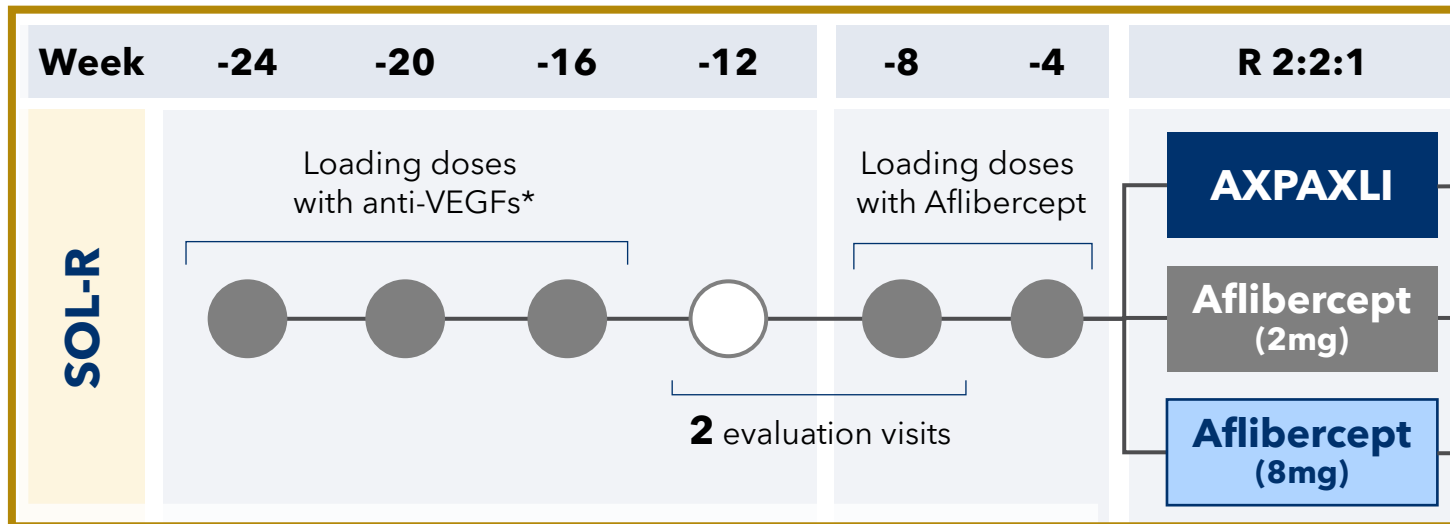 Week -24 -20 -16 -12 -8 -4 R 2:2:1
SOL-R
Loading doses
with anti-VEGFs*
Loading doses
with Aflibercept
2 evaluation visits
AXPAXLI
Aflibercept
(2mg)
Aflibercept
(8mg)